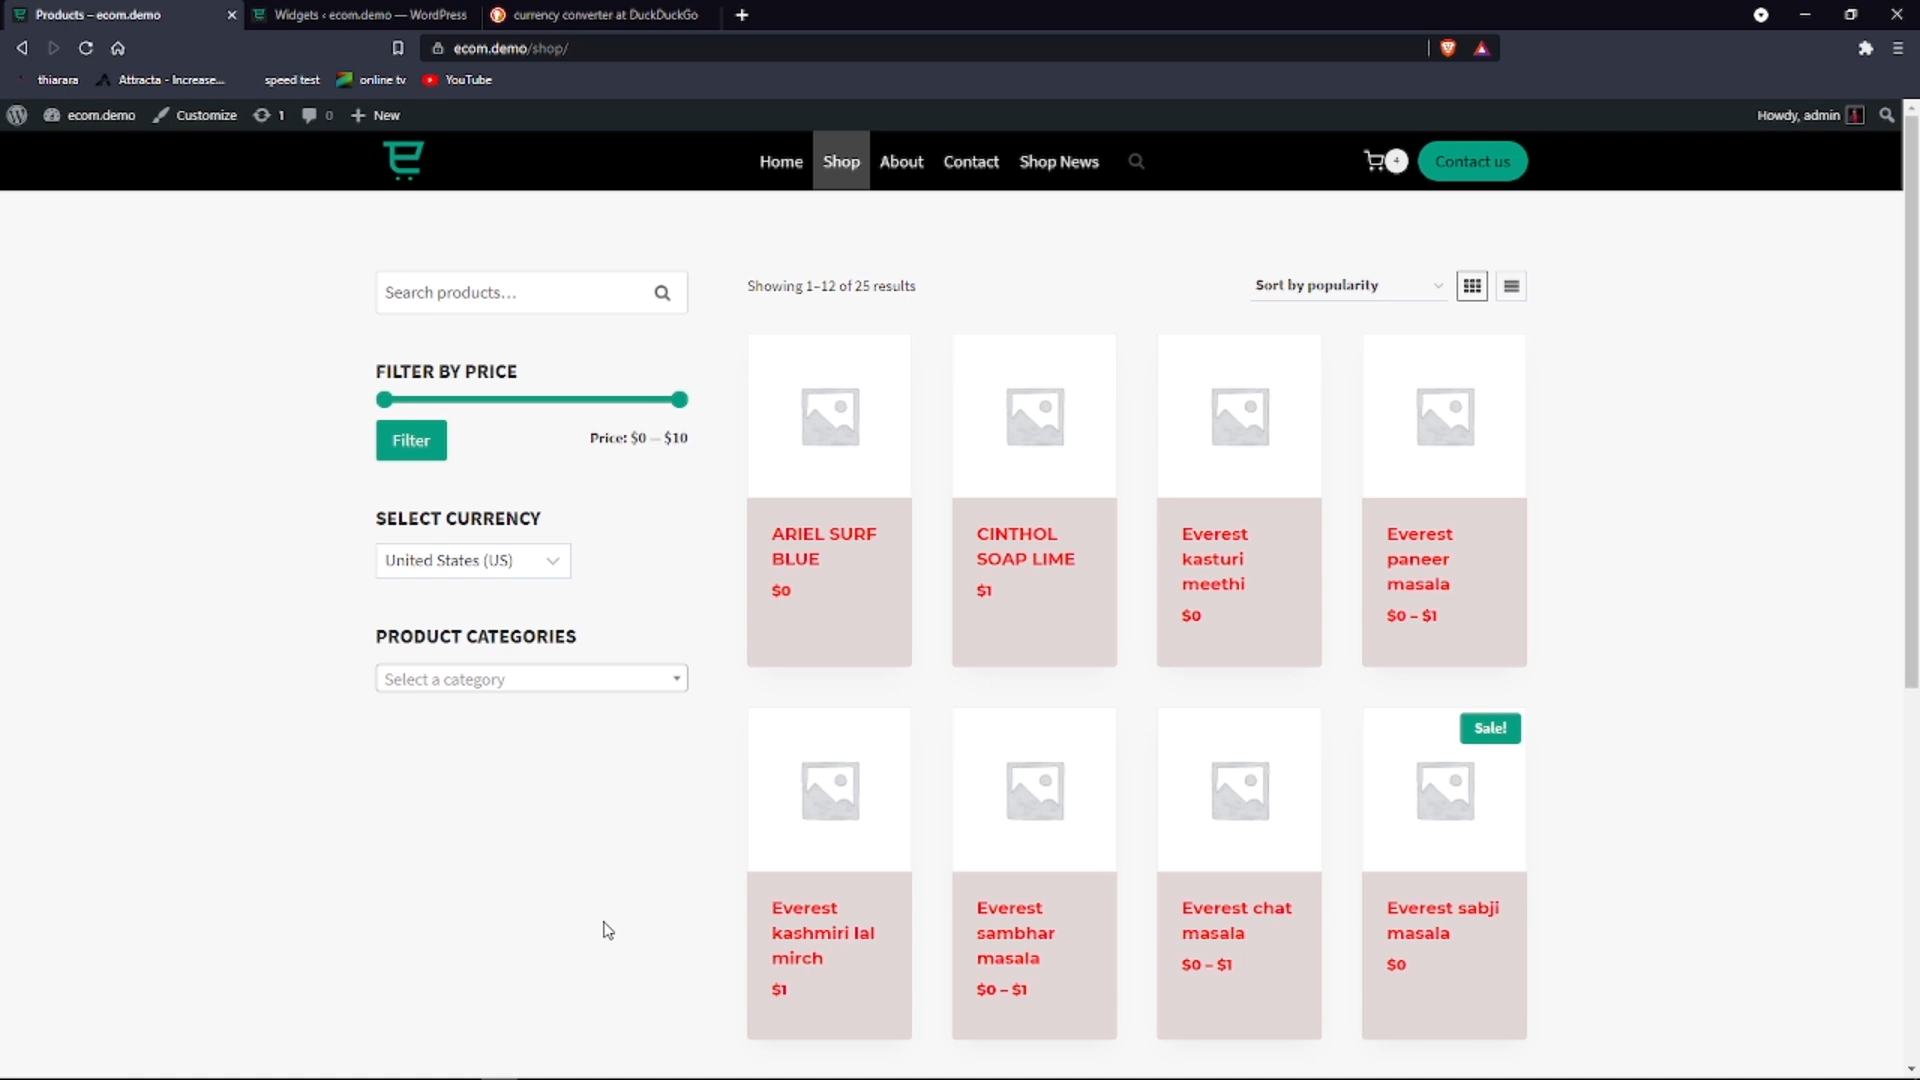 Products – ecom.demo
Widgets ‹ ecom.demo — WordPress
currency converter at DuckDuckGo
ecom.demo/shop/
thiarara
Attracta - Increase...
speed test
online tv
YouTube
ecom.demo
Customize
1
0
New
Howdy, admin
Home
Shop
About
Contact
Shop News
4
Contact us
Search products...
Showing 1–12 of 25 results
Sort by popularity
FILTER BY PRICE
Filter
Price: $0 — $10
SELECT CURRENCY
United States (US)
PRODUCT CATEGORIES
Select a category
ARIEL SURF
BLUE
$0
CINTHOL
SOAP LIME
$1
Everest
kasturi
meethi
$0
Everest
paneer
masala
$0 – $1
Everest
kashmiri lal
mirch
$1
Everest
sambhar
masala
$0 – $1
Everest chat
masala
$0 – $1
Sale!
Everest sabji
masala
$0